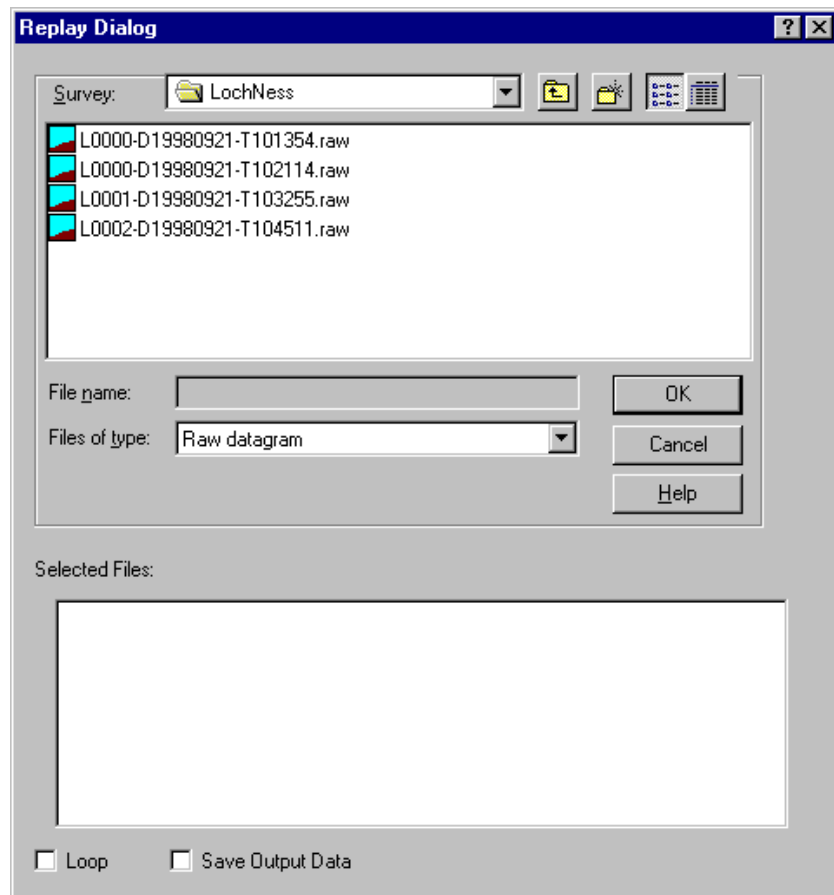 Replay Dialog
Survey: LochNess
L0000-D19980921-T101354.raw
L0000-D19980921-T102114.raw
L0001-D19980921-T103255.raw
L0002-D19980921-T104511.raw
File name: OK
Files of type: Raw datagram Cancel
Help
Selected Files:
Loop Save Output Data